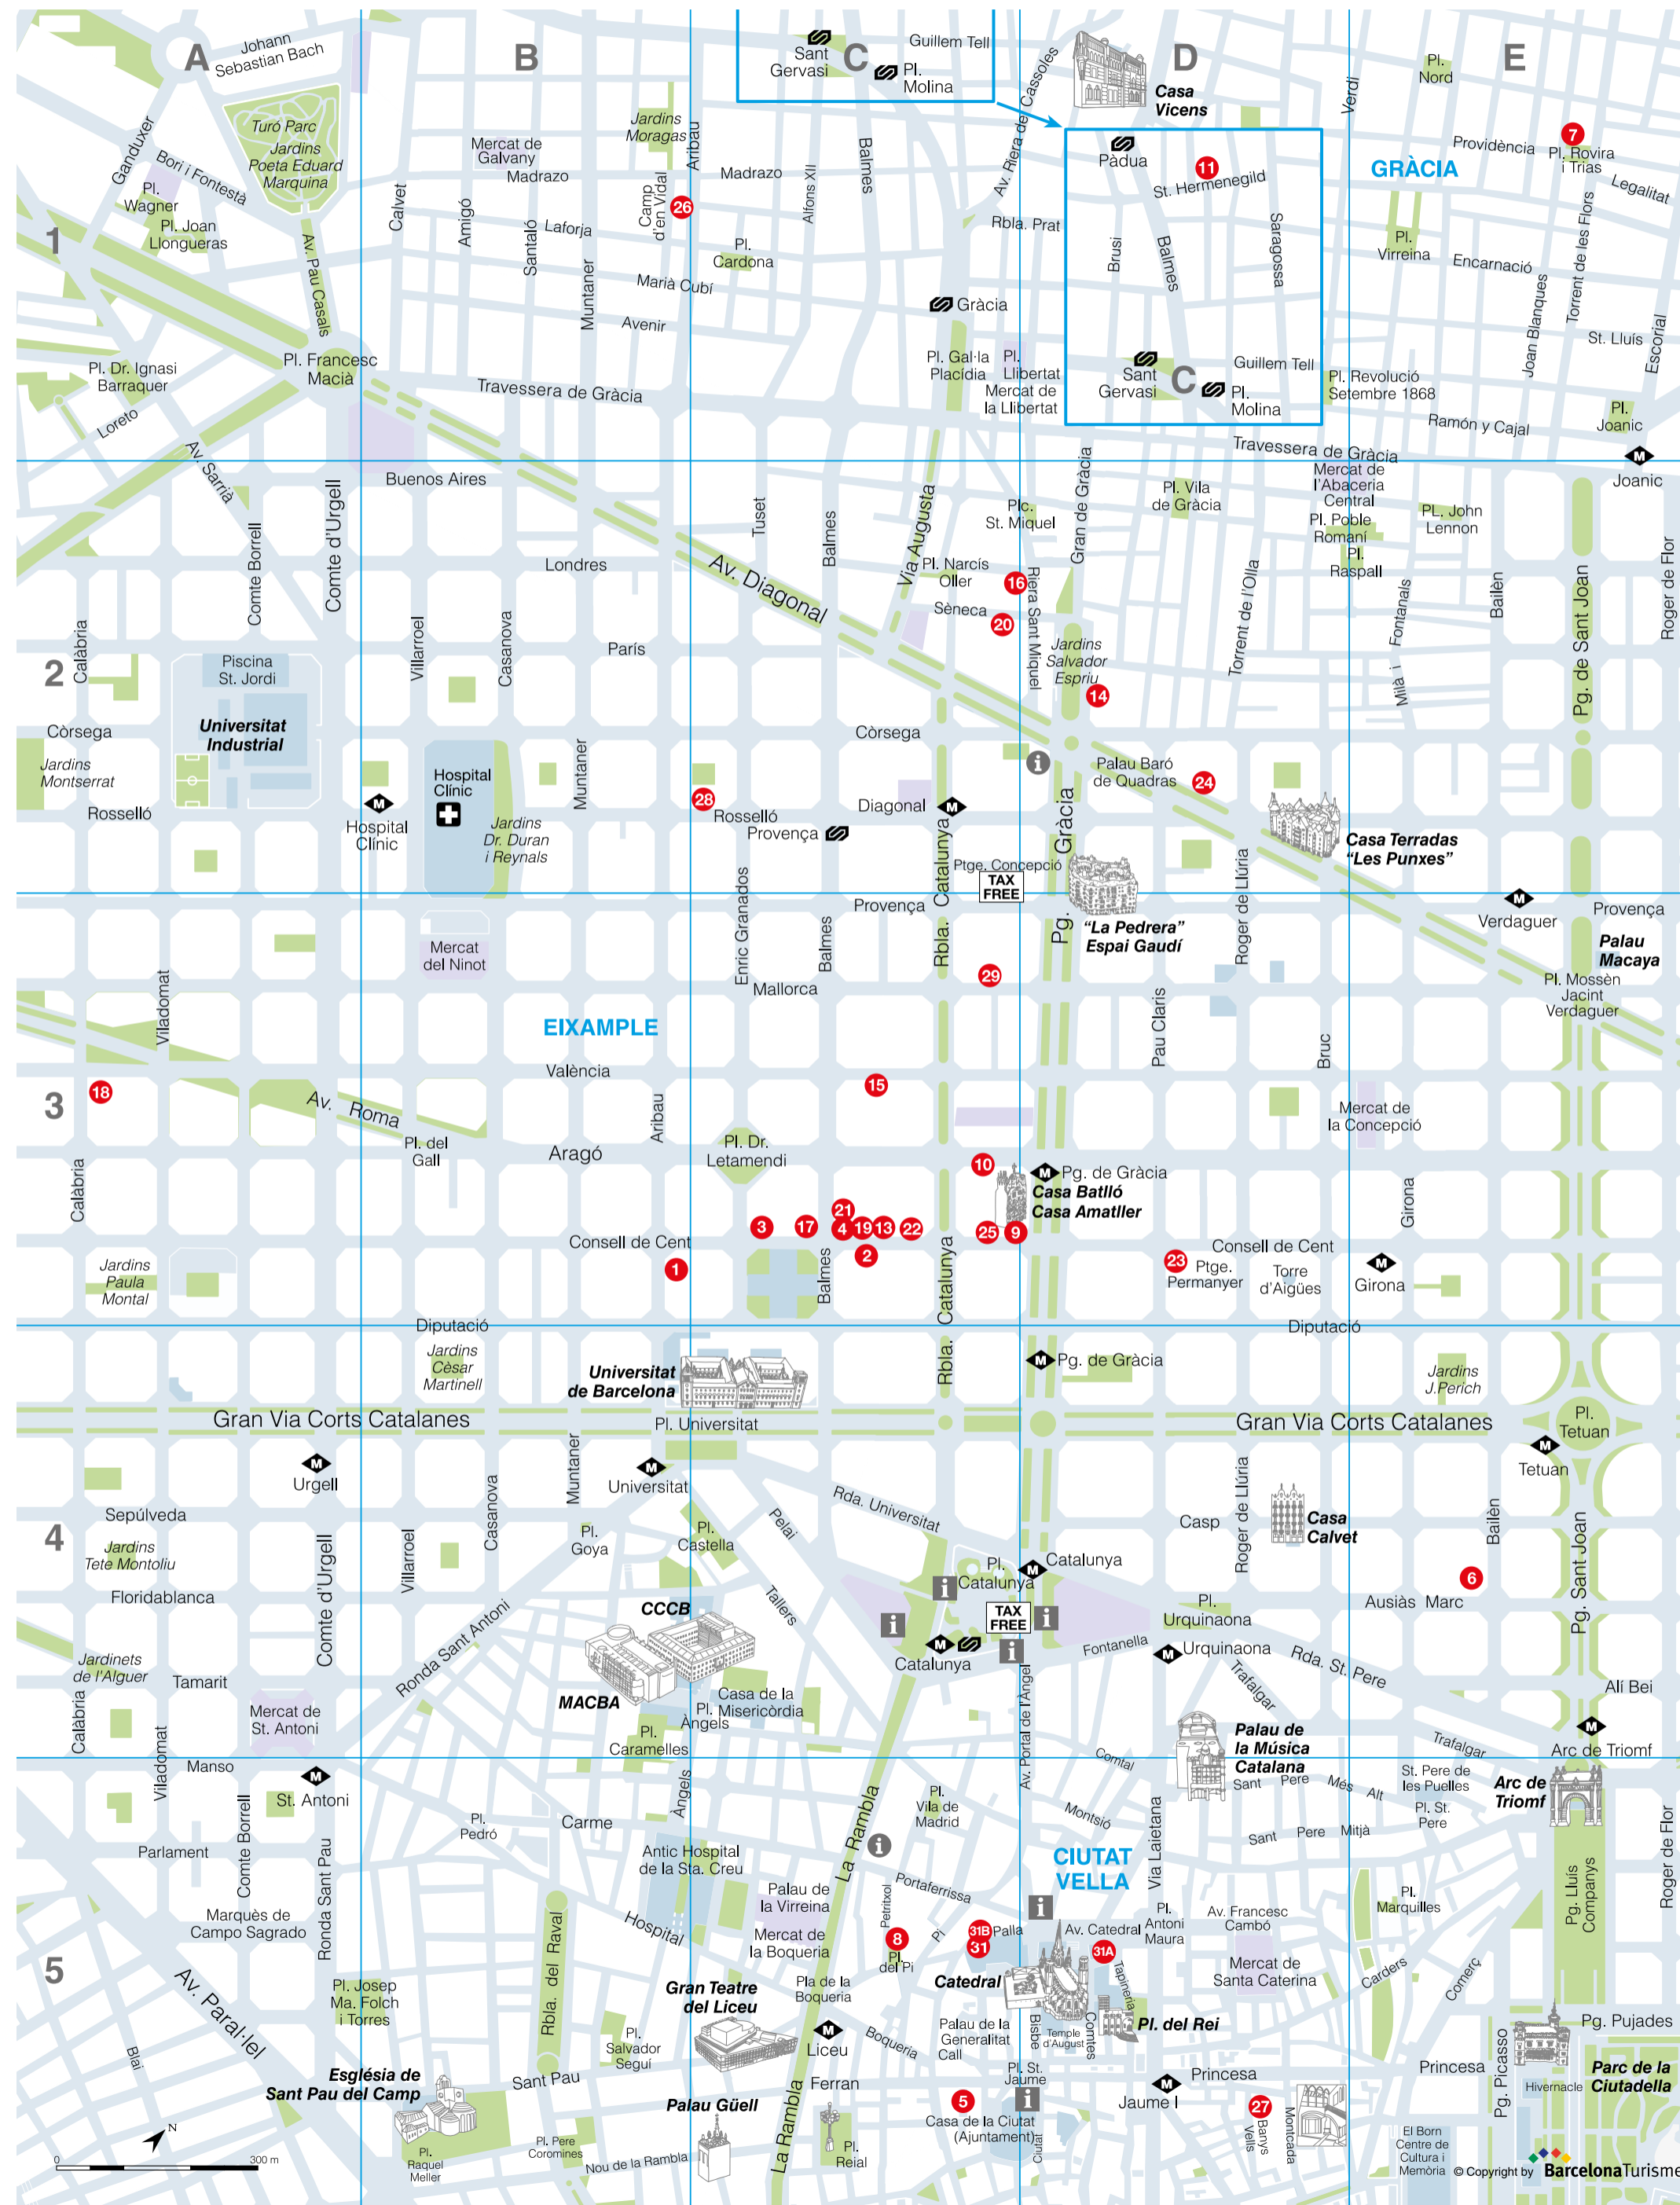 A
B
C
D
E
Johann
Sebastian Bach
Sant
Gervasi
Guillem Tell
Pl.
Molina
Av. Riera de Cassoles
Casa
Vicens
Verdi
Pl.
Nord
Ganduxer
Turó Parc
Jardins
Poeta Eduard
Marquina
Bori i Fontestà
Pl.
Wagner
Pl. Joan
Llongueras
Av. Pau Casals
Calvet
Mercat de
Galvany
Madrazo
Amigó
Santaló
Laforja
Muntaner
Jardins
Moragas
Aribau
Camp
d'en Vidal
26
Madrazo
Alfons XII
Balmes
Pl.
Cardona
Marià Cubí
Avenir
Rbla. Prat
Gràcia
Pàdua
11
St. Hermenegild
Brusi
Balmes
Saragossa
Sant
Gervasi
C
Guillem Tell
Pl.
Molina
GRÀCIA
Providència
7
Pl. Rovira
i Trias
Legalitat
Pl.
Virreina
Encarnació
Torrent de les Flors
Joan Blanques
St. Lluís
Escorial
1
Pl. Dr. Ignasi
Barraquer
Pl. Francesc
Macià
Loreto
Av. Sarrià
Travessera de Gràcia
Pl. Gal·la
Placídia
Pl.
Llibertat
Mercat de
la Llibertat
Pl. Revolució
Setembre 1868
Ramón y Cajal
Pl.
Joanic
Travessera de Gràcia
Mercat de
l'Abaceria
Central
M
Joanic
Buenos Aires
Comte Borrell
Comte d'Urgell
Londres
Tuset
Balmes
Via Augusta
Plc.
St. Miquel
Gran de Gràcia
Pl. Vila
de Gràcia
Pl. Poble
Romaní
Pl.
Raspall
PL. John
Lennon
Av. Diagonal
Pl. Narcís
Oller
16
Sèneca
20
Riera Sant Miquel
Jardins
Salvador
Espriu
14
Torrent de l'Olla
Milà i Fontanals
Bailèn
Pg. de Sant Joan
Roger de Flor
2
Calàbria
Piscina
St. Jordi
Universitat
Industrial
Villarroel
Casanova
París
Còrsega
Jardins
Montserrat
Rosselló
M
Hospital
Clínic
Hospital
Clínic
Jardins
Dr. Duran
i Reynals
Muntaner
28
Rosselló
Provença
Còrsega
Diagonal
M
i
Palau Baró
de Quadras
24
Casa Terradas
“Les Punxes”
Ptge. Concepció
TAX
FREE
Rbla. Catalunya
Pg. Gràcia
Roger de Llúria
Enric Granados
Provença
“La Pedrera”
Espai Gaudí
M
Verdaguer
Provença
Palau
Macaya
Pl. Mossèn
Jacint
Verdaguer
Mercat
del Ninot
Balmes
29
Mallorca
Viladomat
EIXAMPLE
València
Pau Claris
Bruc
3
18
Av. Roma
Pl. del
Gall
Aribau
15
Mercat de
la Concepció
Aragó
Pl. Dr.
Letamendi
10
M
Pg. de Gràcia
Casa Batlló
Casa Amatller
Calàbria
Girona
3
17
21
4
19
13
22
25
9
2
Consell de Cent
1
Balmes
Rbla. Catalunya
Jardins
Paula
Montal
23
Consell de Cent
Ptge.
Permanyer
Torre
d'Aigües
M
Girona
Diputació
Diputació
Jardins
Cèsar
Martinell
Universitat
de Barcelona
M
Pg. de Gràcia
Jardins
J.Perich
Gran Via Corts Catalanes
Pl. Universitat
Gran Via Corts Catalanes
Pl.
Tetuan
M
Tetuan
M
Urgell
Muntaner
M
Universitat
Sepúlveda
4
Jardins
Tete Montoliu
Comte d'Urgell
Villarroel
Casanova
Pl.
Goya
Pl.
Castella
Pelai
Rda. Universitat
Casp
Roger de Llúria
Casa
Calvet
Bailèn
Pg. Sant Joan
Floridablanca
Pl.
Catalunya
M
Catalunya
i
TAX
FREE
i
i
i
6
Ausiàs Marc
Pl.
Urquinaona
Tallers
CCCB
MACBA
M
Catalunya
Fontanella
M
Urquinaona
Trafalgar
Rda. St. Pere
Jardinets
de l'Alguer
Tamarit
Ronda Sant Antoni
Calàbria
Mercat de
St. Antoni
Casa de la
Misericòrdia
Pl.
Àngels
Pl.
Caramelles
Av. Portal de l'Àngel
Alí Bei
M
Arc de Triomf
Comtal
Palau de
la Música
Catalana
Trafalgar
Viladomat
Manso
M
St. Antoni
Sant Pere Més Alt
St. Pere de
les Puelles
Pl. St.
Pere
Arc de
Triomf
Àngels
Pl.
Pedró
Carme
La Rambla
Pl.
Vila de
Madrid
Montsió
Sant Pere Mitjà
Via Laietana
Parlament
Comte Borrell
Ronda Sant Pau
Antic Hospital
de la Sta. Creu
i
CIUTAT
VELLA
Roger de Flor
Pg. Lluís
Companys
Marquès de
Campo Sagrado
Palau de
la Virreina
Portaferrissa
Petritxol
i
Pl.
Marquilles
Hospital
Mercat de
la Boqueria
8
Pl.
del Pi
Pi
31B
Palla
31
Av. Catedral
31A
Tapineria
Pl.
Antoni
Maura
Av. Francesc
Cambó
Mercat de
Santa Caterina
Carders
Comerç
5
Av. Paral·lel
Pl. Josep
Ma. Folch
i Torres
Rbla. del Raval
Gran Teatre
del Liceu
Pla de la
Boqueria
Catedral
Pl. del Rei
Blai
Pl.
Salvador
Seguí
M
Liceu
Boqueria
Palau de la
Generalitat
Call
Bisbe
Temple
d'August
Comtes
Pg. Pujades
Església de
Sant Pau del Camp
Sant Pau
Ferran
Pl. St.
Jaume
i
M
Jaume I
Princesa
Princesa
Pg. Picasso
Hivernacle
Parc de la
Ciutadella
Palau Güell
La Rambla
5
Casa de la Ciutat
(Ajuntament)
Ciutat
27
Banys
Vells
Montcada
El Born
Centre de
Cultura i
Memòria
N
0
300 m
Pl.
Raquel
Meller
Pl. Pere
Coromines
Nou de la Rambla
Pl.
Reial
© Copyright by
BarcelonaTurisme